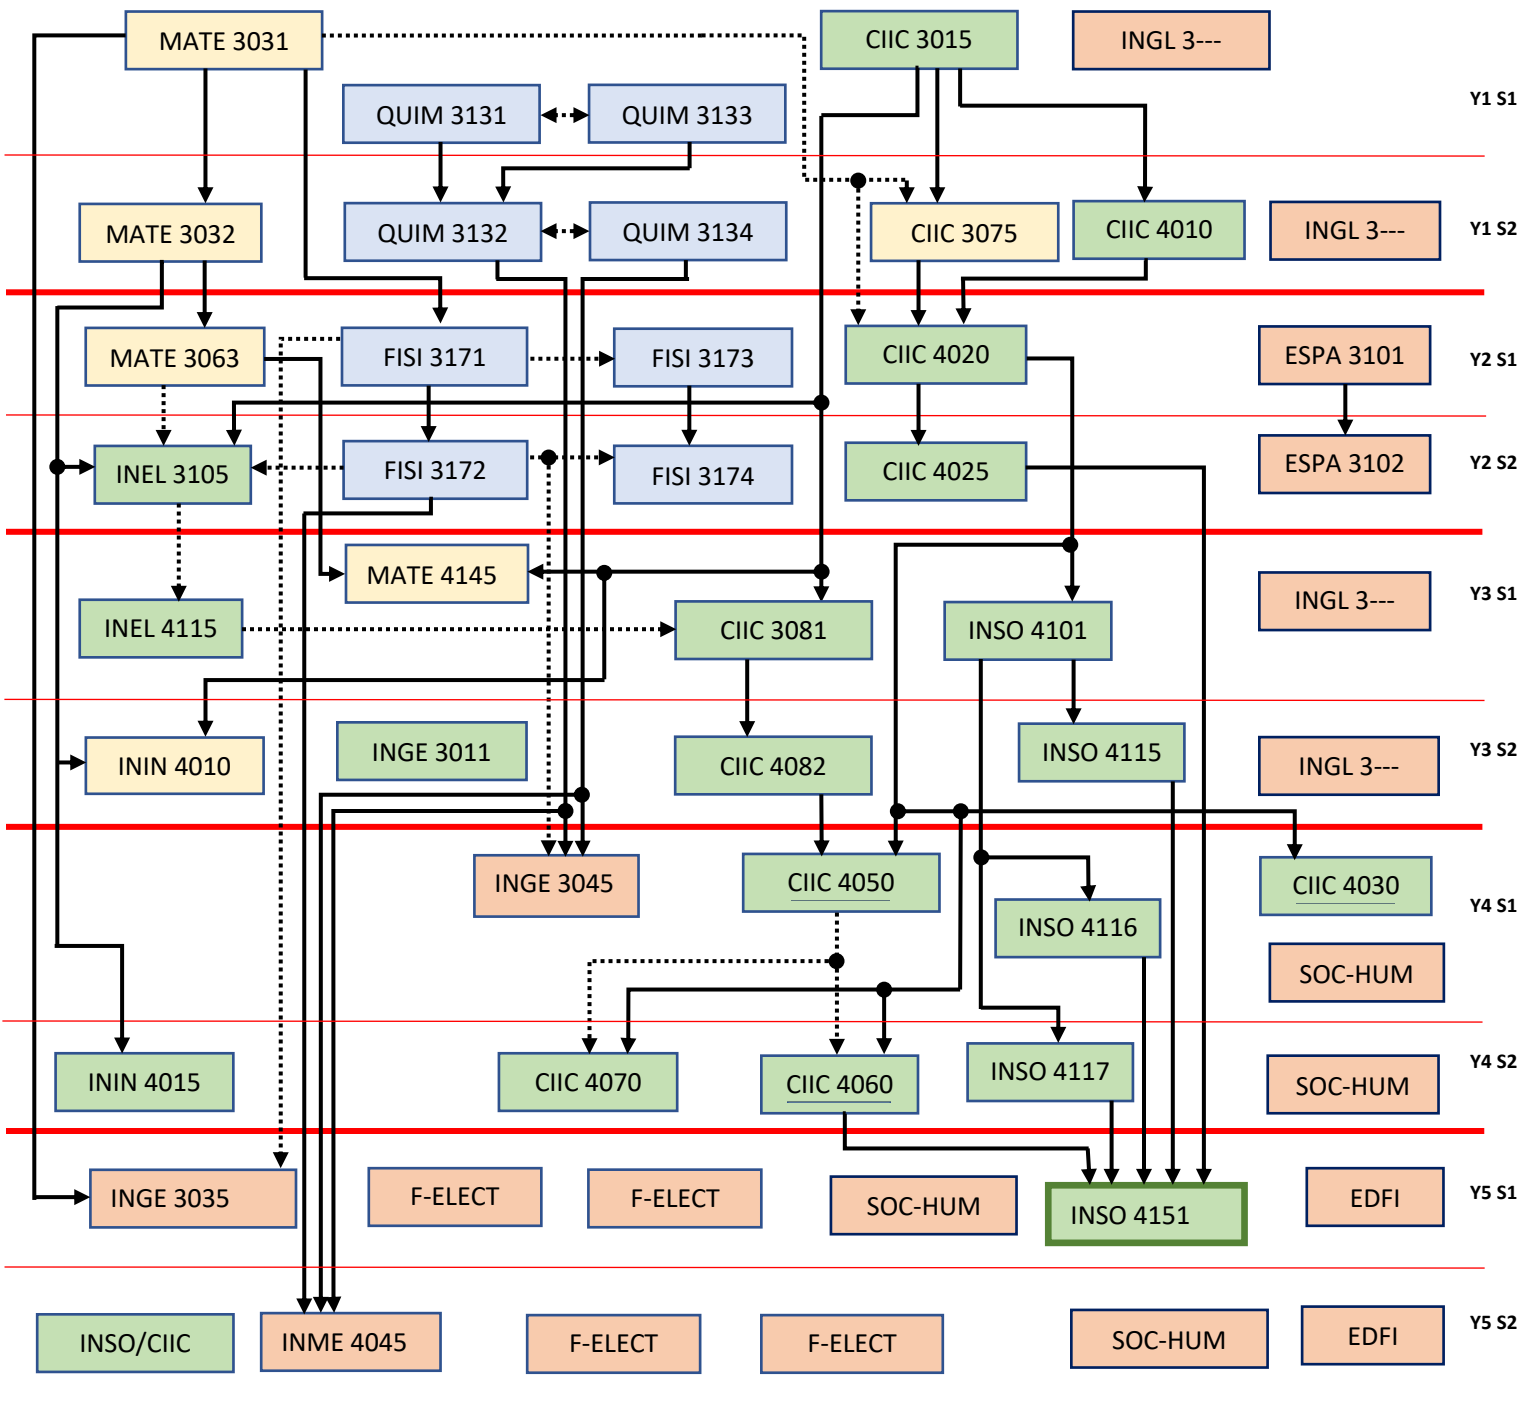 MATE 3031
CIIC 3015
INGL 3---
QUIM 3131
QUIM 3133
Y1 S1
MATE 3032
QUIM 3132
QUIM 3134
CIIC 3075
CIIC 4010
INGL 3---
Y1 S2
MATE 3063
FISI 3171
FISI 3173
CIIC 4020
ESPA 3101
Y2 S1
INEL 3105
FISI 3172
FISI 3174
CIIC 4025
ESPA 3102
Y2 S2
MATE 4145
INEL 4115
CIIC 3081
INSO 4101
INGL 3---
Y3 S1
ININ 4010
INGE 3011
CIIC 4082
INSO 4115
INGL 3---
Y3 S2
INGE 3045
CIIC 4050
CIIC 4030
INSO 4116
Y4 S1
SOC-HUM
ININ 4015
CIIC 4070
CIIC 4060
INSO 4117
SOC-HUM
Y4 S2
INGE 3035
F-ELECT
F-ELECT
SOC-HUM
INSO 4151
EDFI
Y5 S1
INSO/CIIC
INME 4045
F-ELECT
F-ELECT
SOC-HUM
EDFI
Y5 S2